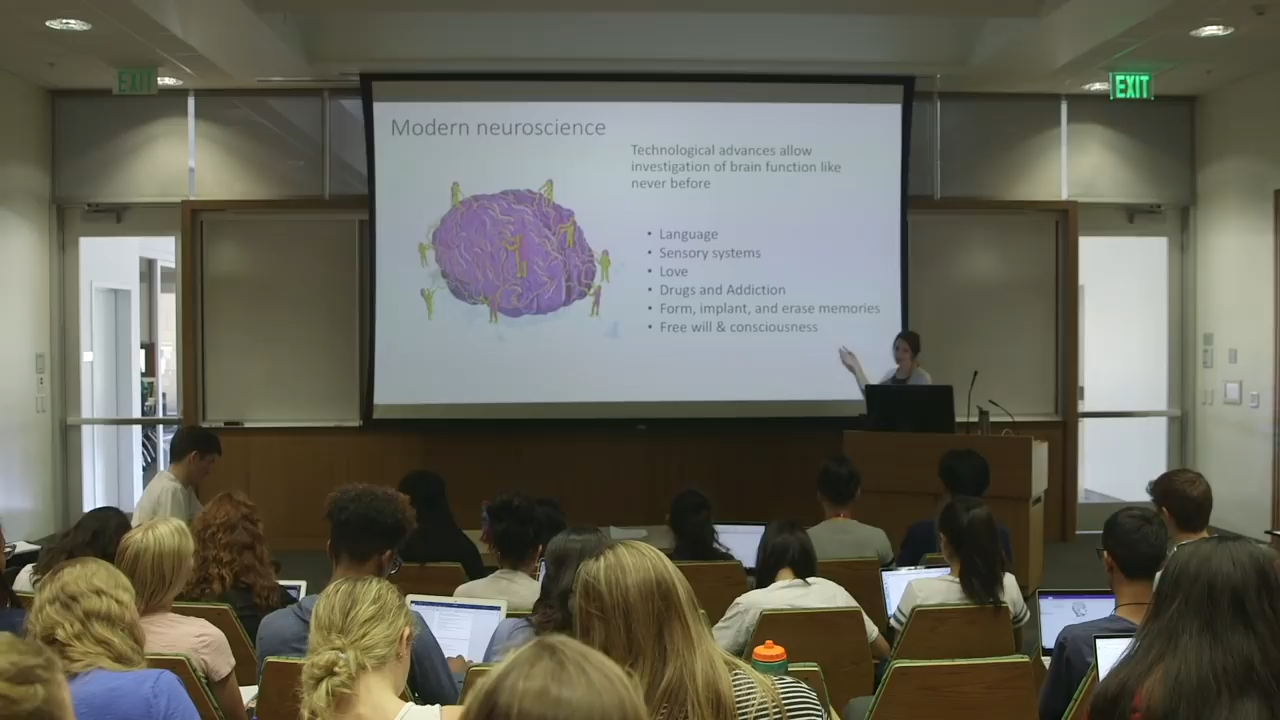 EXIT
EXIT
Modern neuroscience
Technological advances allow
investigation of brain function like
never before
• Language
• Sensory systems
• Love
• Drugs and Addiction
• Form, implant, and erase memories
• Free will & consciousness